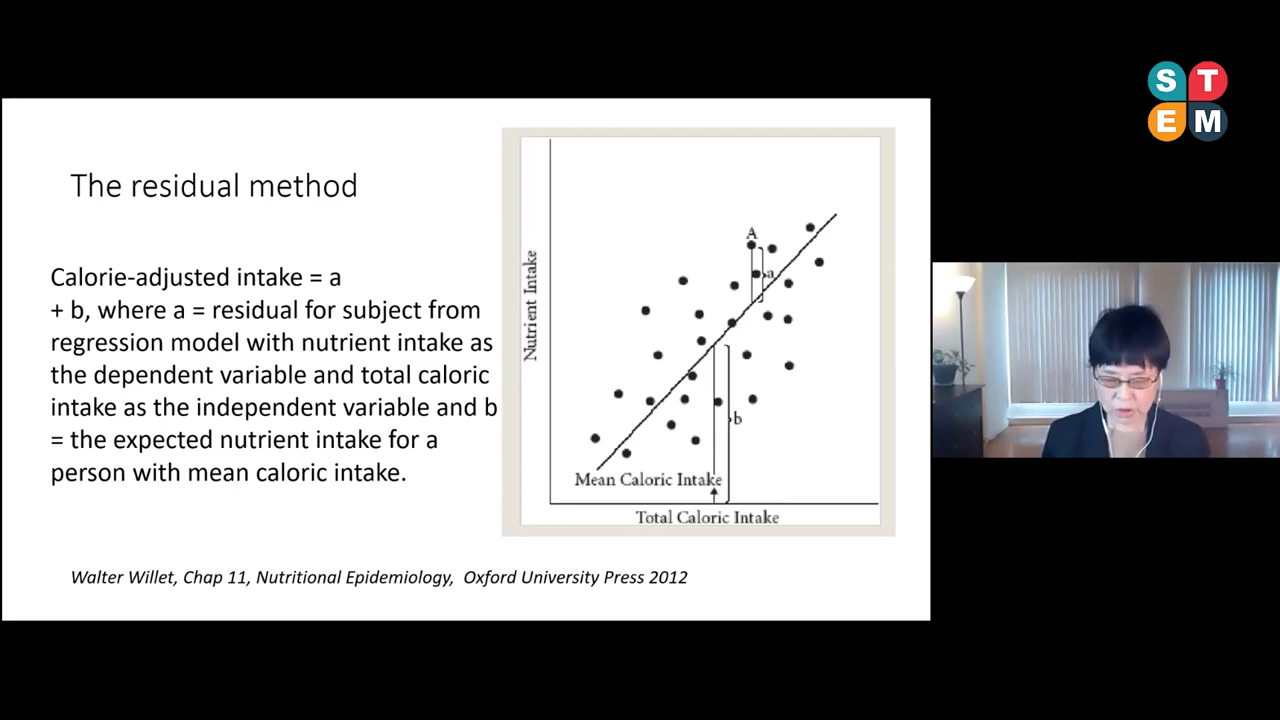 S T
E M
The residual method
Calorie-adjusted intake = a
+ b, where a = residual for subject from
regression model with nutrient intake as
the dependent variable and total caloric
intake as the independent variable and b
= the expected nutrient intake for a
person with mean caloric intake.
Nutrient Intake
A
a
b
Mean Caloric Intake
Total Caloric Intake
Walter Willet, Chap 11, Nutritional Epidemiology, Oxford University Press 2012